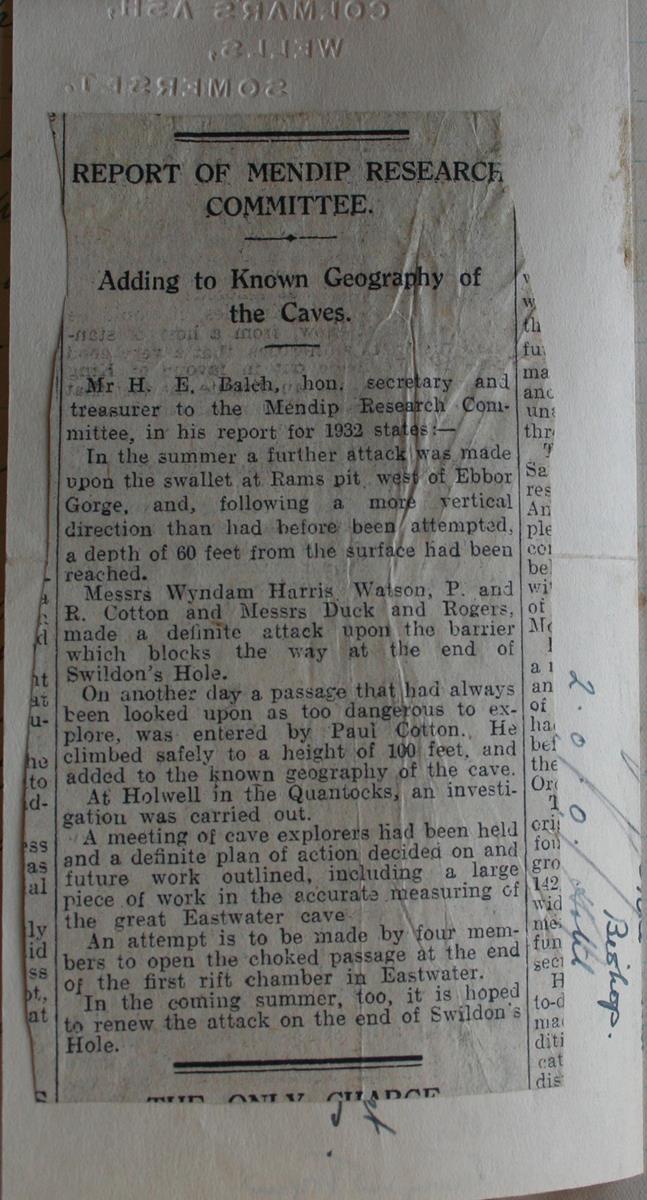 COLMARS ASH,
WELLS,
SOMERSET.
REPORT OF MENDIP RESEARCH
COMMITTEE.
Adding to Known Geography of
the Caves.
Mr H. E. Balch, hon. secretary and
treasurer to the Mendip Research Com-
mittee, in his report for 1932 states:—
In the summer a further attack was made
upon the swallet at Rams pit, west of Ebbor
Gorge, and, following a more vertical
direction than had before been attempted,
a depth of 60 feet from the surface had been
reached.
Messrs Wyndam Harris, Watson, P. and
R. Cotton and Messrs Duck and Rogers,
made a definite attack upon the barrier
which blocks the way at the end of
Swildon's Hole.
On another day a passage that had always
been looked upon as too dangerous to ex-
plore, was entered by Paul Cotton. He
climbed safely to a height of 100 feet, and
added to the known geography of the cave.
At Holwell in the Quantocks, an investi-
gation was carried out.
A meeting of cave explorers had been held
and a definite plan of action decided on and
future work outlined, including a large
piece of work in the accurate measuring of
the great Eastwater cave
An attempt is to be made by four mem-
bers to open the choked passage at the end
of the first rift chamber in Eastwater.
In the coming summer, too, it is hoped
to renew the attack on the end of Swildon's
Hole.
THE ONLY CHARGE
2.0.0.
Bishop.